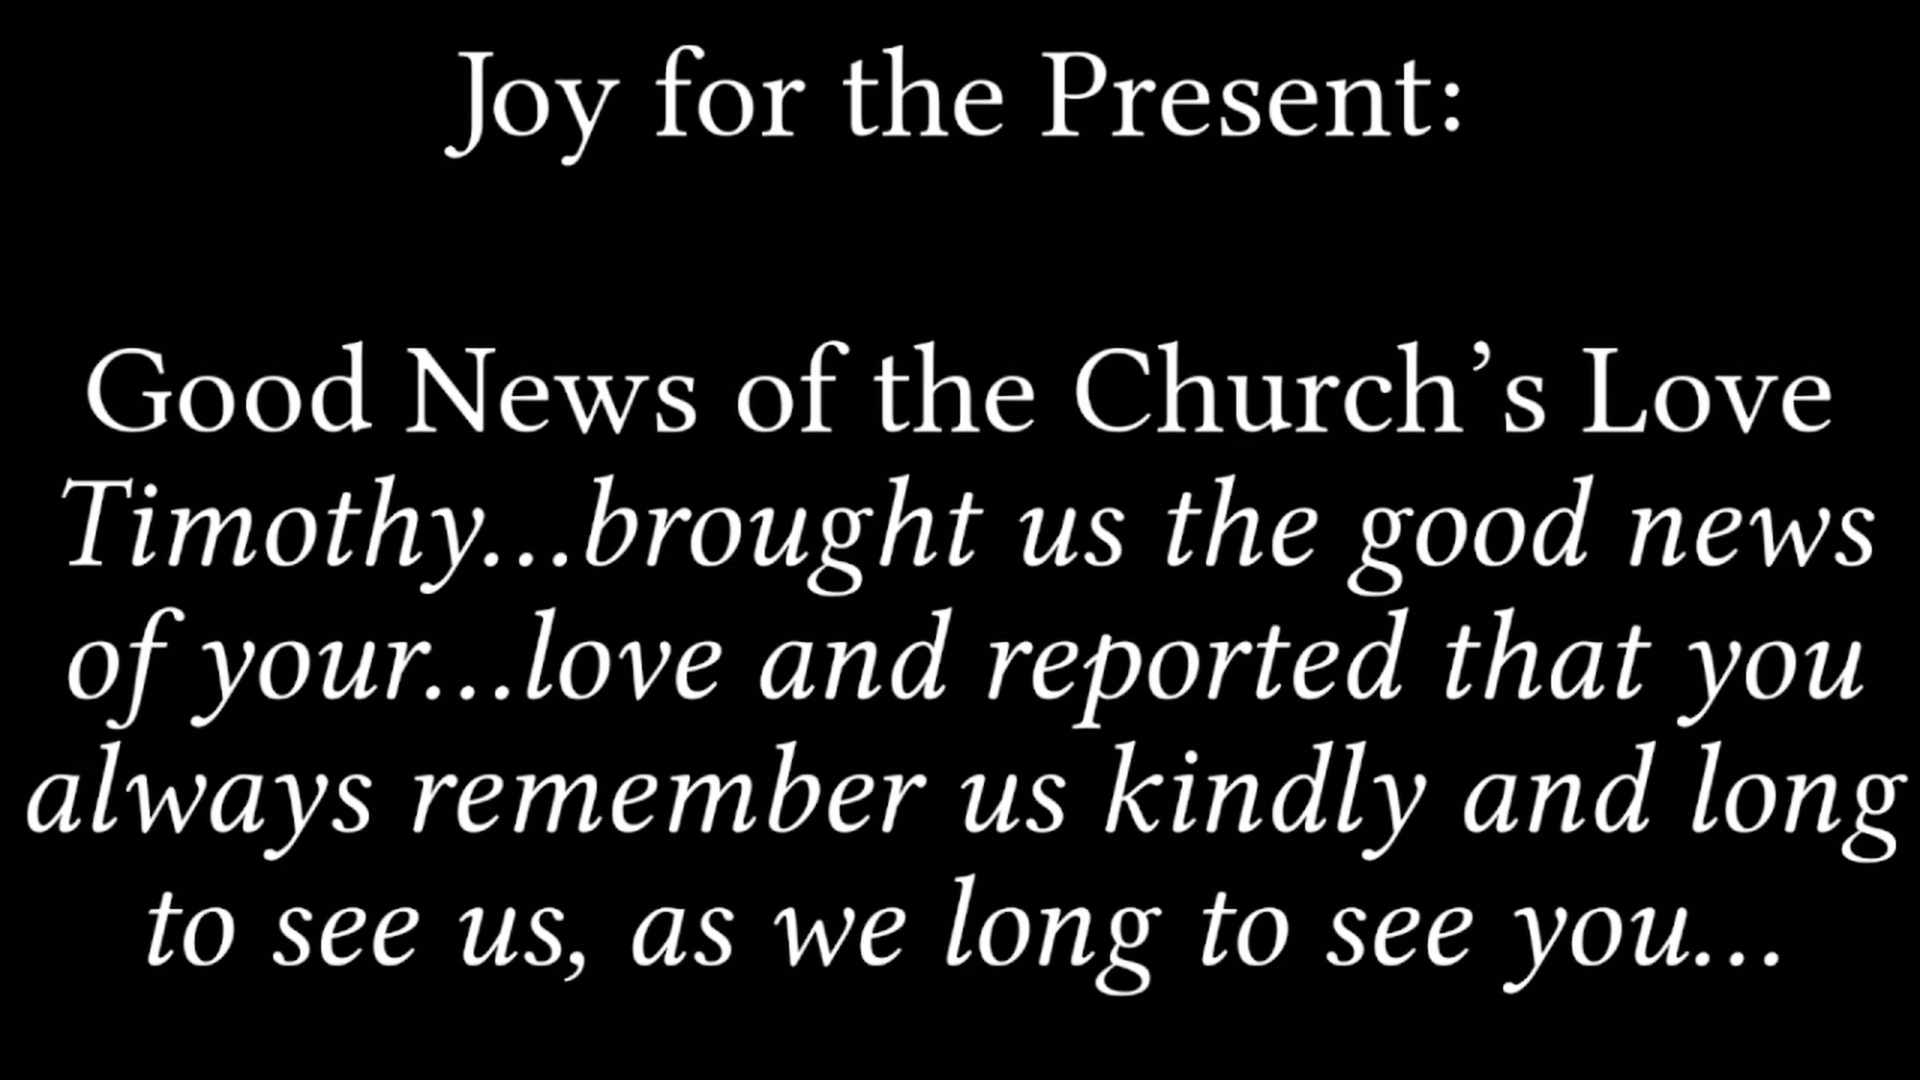 Joy for the Present:
Good News of the Church’s Love
Timothy...brought us the good news
of your...love and reported that you
always remember us kindly and long
to see us, as we long to see you...